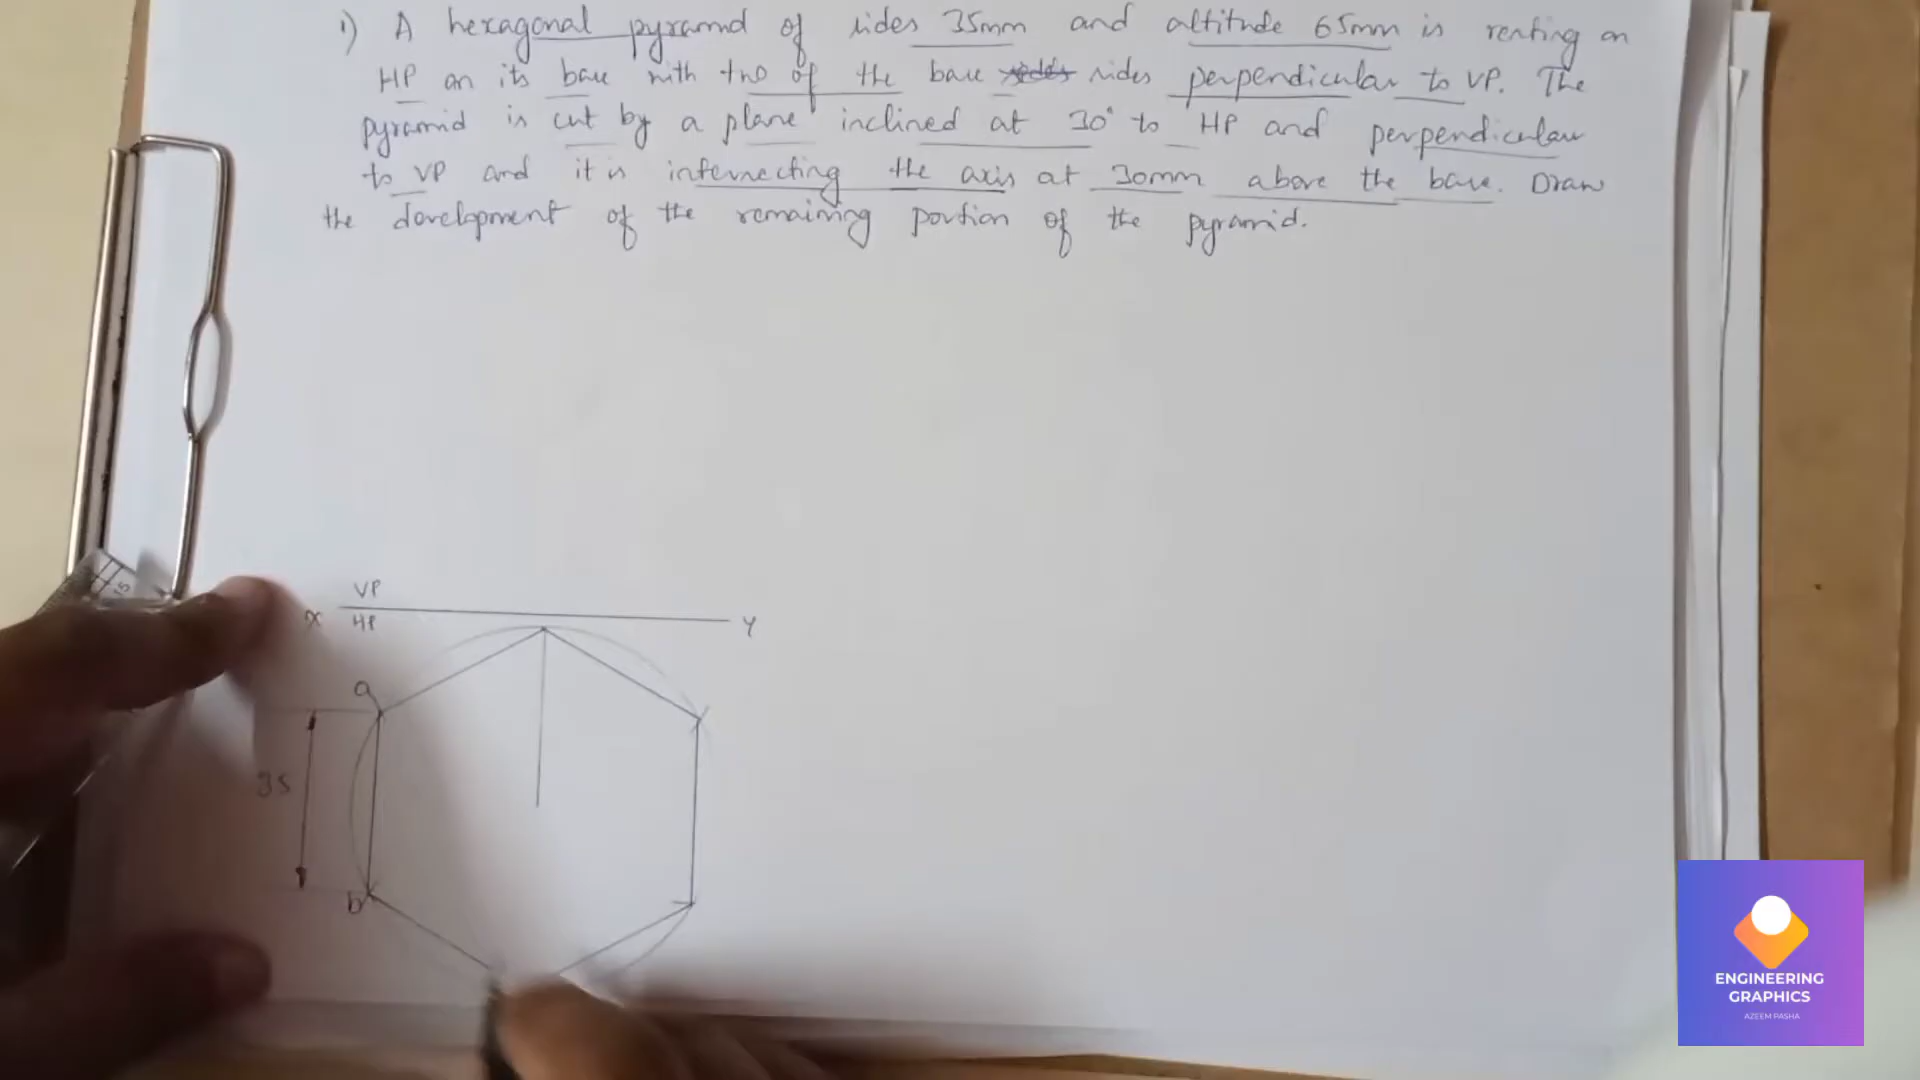 1) A hexagonal pyramid of sides 35mm and altitude 65mm is resting on
HP on its base with two of the base sides perpendicular to VP. The
pyramid is cut by a plane inclined at 30° to HP and perpendicular
to VP and it is intersecting the axis at 30mm above the base. Draw
the development of the remaining portion of the pyramid.
VP
X HP Y
a
35
b
15
ENGINEERING
GRAPHICS
AZEEM PASHA